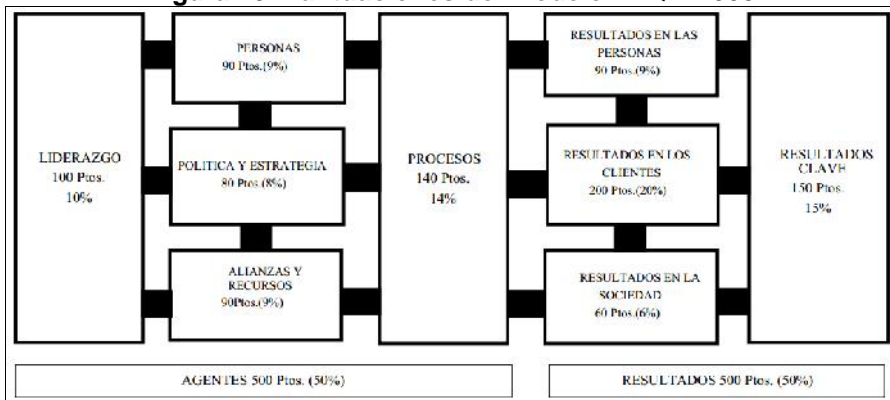 PERSONAS
90 Ptos.(9%)
RESULTADOS EN LAS
PERSONAS
90 Ptos.(9%)
LIDERAZGO
100 Ptos.
10%
POLITICA Y ESTRATEGIA
80 Ptos.(8%)
PROCESOS
140 Ptos.
14%
RESULTADOS EN LOS
CLIENTES
200 Ptos.(20%)
RESULTADOS
CLAVE
150 Ptos.
15%
ALIANZAS Y
RECURSOS
90Ptos.(9%)
RESULTADOS EN LA
SOCIEDAD
60 Ptos.(6%)
AGENTES 500 Ptos. (50%)
RESULTADOS 500 Ptos. (50%)